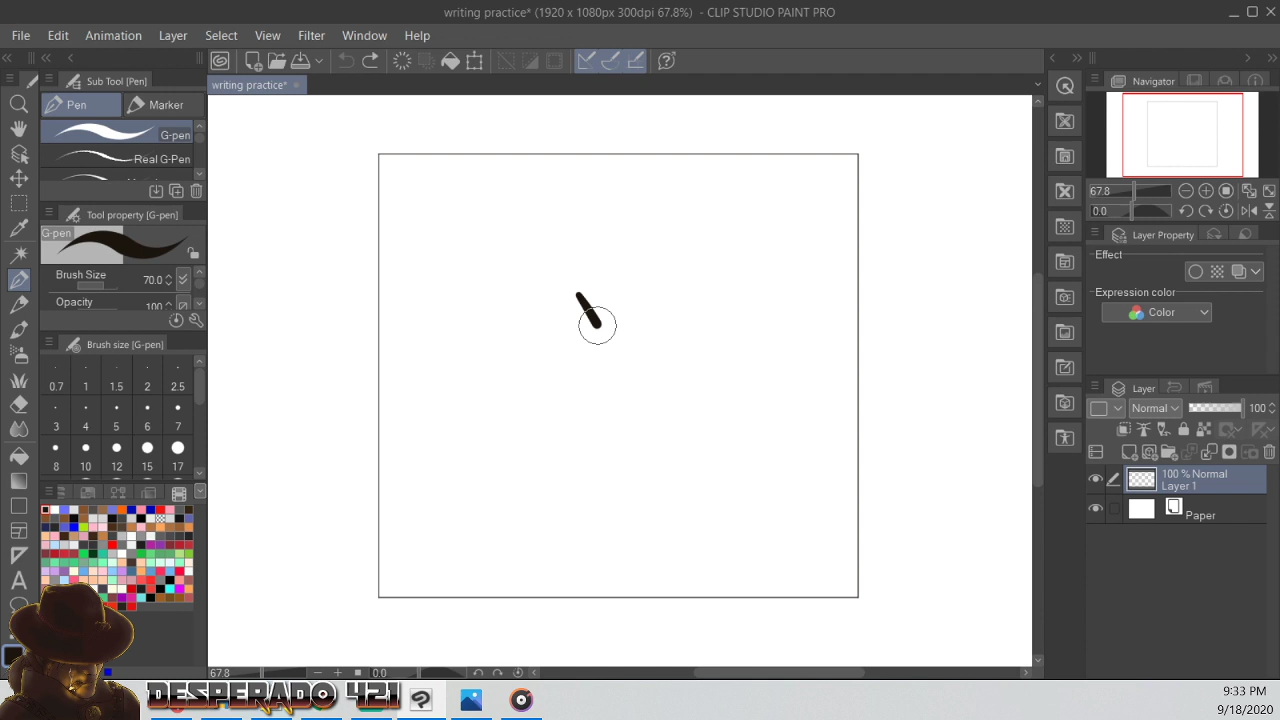 writing practice* (1920 x 1080px 300dpi 67.8%) - CLIP STUDIO PAINT PRO
File Edit Animation Layer Select View Filter Window Help
Sub Tool [Pen]
Pen Marker
G-pen
Real G-Pen
Tool property [G-pen]
G-pen
Brush Size 70.0
Opacity 100
Brush size [G-pen]
0.7 1 1.5 2 2.5
3 4 5 6 7
8 10 12 15 17
writing practice*
67.8 0.0
Navigator
67.8
0.0
Layer Property
Effect
Expression color
Color
Layer
Normal 100
100 % Normal
Layer 1
Paper
DESPERADO 421
9:33 PM
9/18/2020